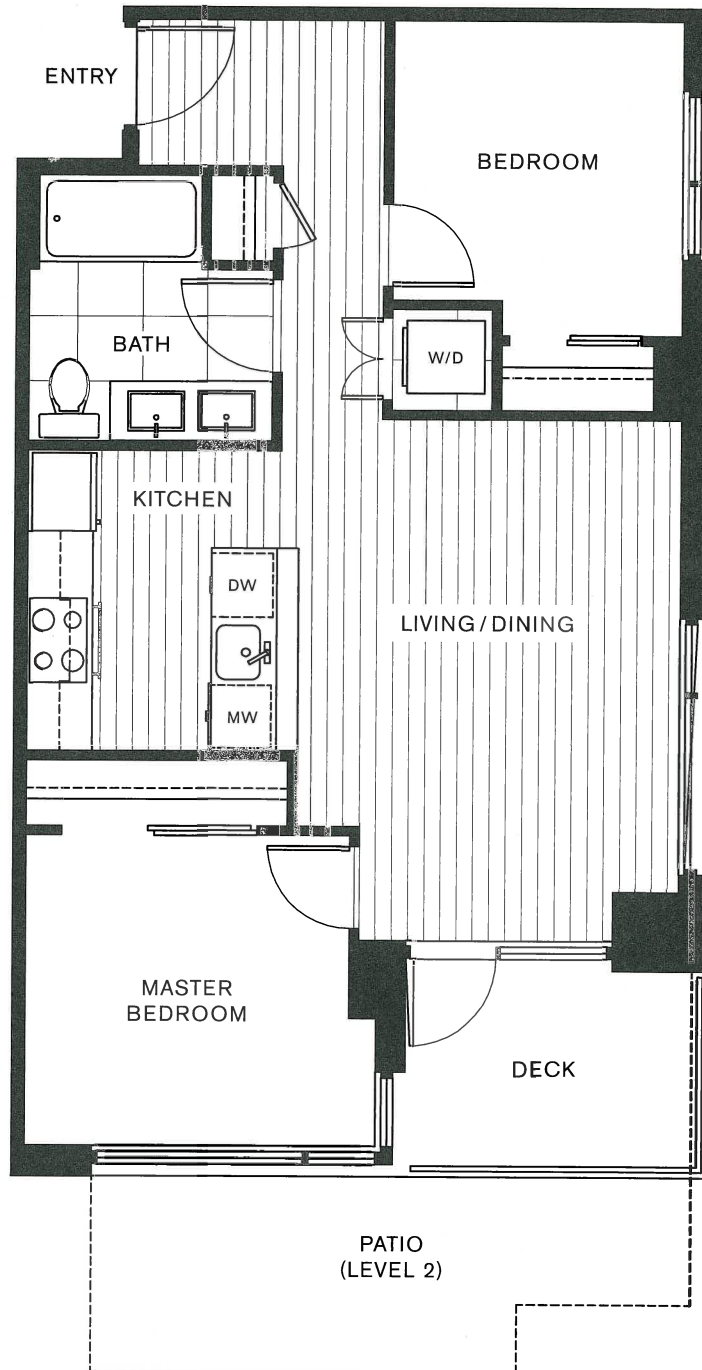 ENTRY
BEDROOM
BATH
W/D
KITCHEN
DW
LIVING / DINING
MW
MASTER
BEDROOM
DECK
PATIO
(LEVEL 2)